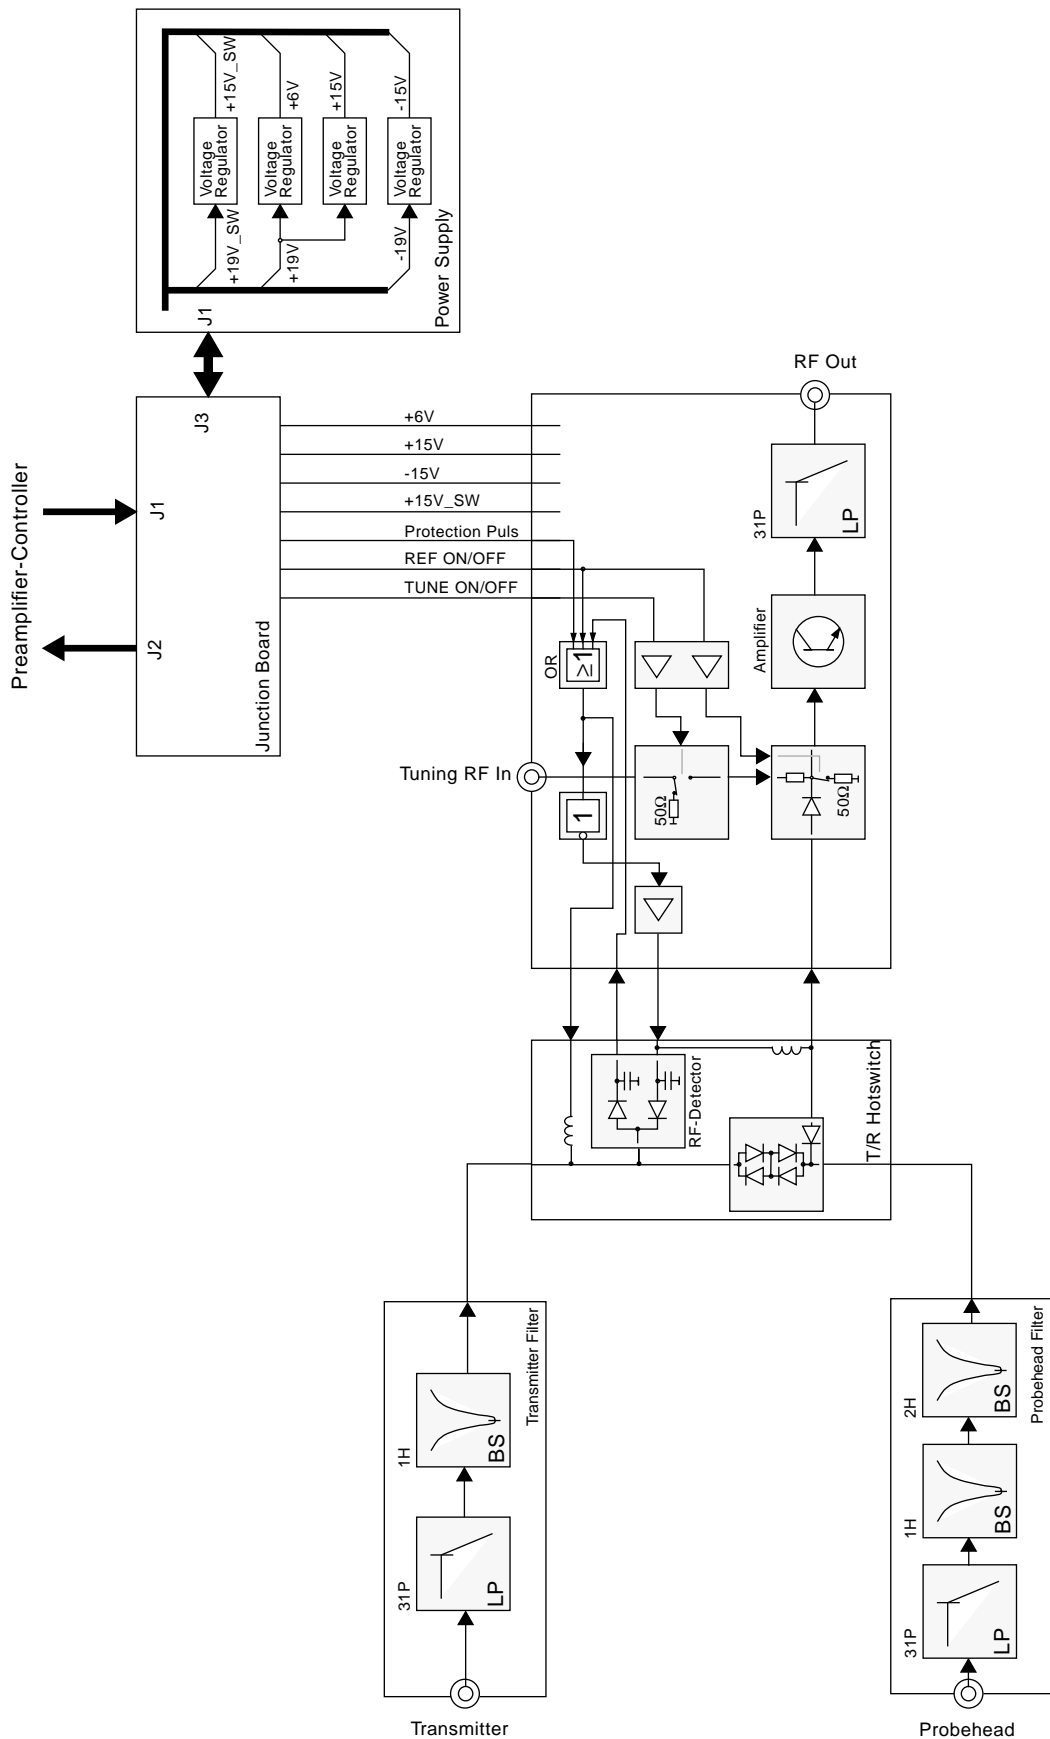 +15V_SW
+6V
+15V
-15V
Voltage
Regulator
Voltage
Regulator
Voltage
Regulator
Voltage
Regulator
+19V_SW
+19V
-19V
Power Supply
J1
J3
Preamplifier-Controller
J1
J2
Junction Board
+6V
+15V
-15V
+15V_SW
Protection Puls
REF ON/OFF
TUNE ON/OFF
RF Out
31P
LP
Amplifier
OR
≥1
Tuning RF In
1
50Ω
50Ω
RF-Detector
T/R Hotswitch
1H
BS
31P
LP
Transmitter Filter
Transmitter
2H
BS
1H
BS
31P
LP
Probehead Filter
Probehead